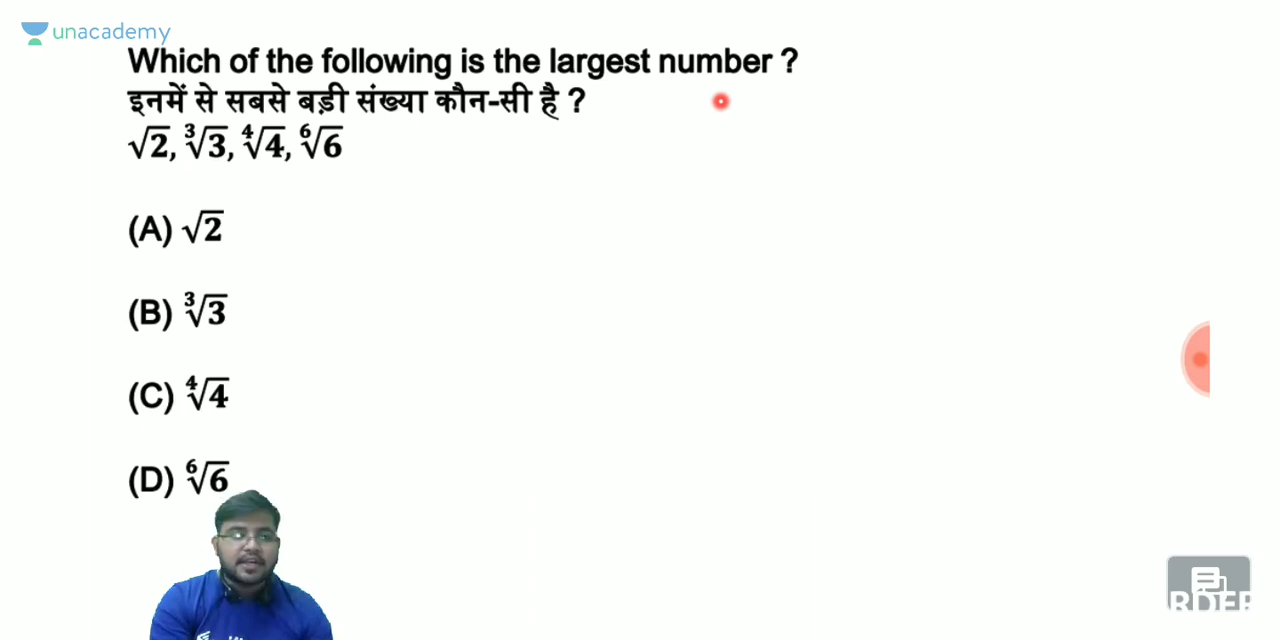 unacademy
Which of the following is the largest number ?
इनमें से सबसे बड़ी संख्या कौन-सी है ?
√2, ∛3, ∜4, ⁶√6
(A) √2
(B) ∛3
(C) ∜4
(D) ⁶√6